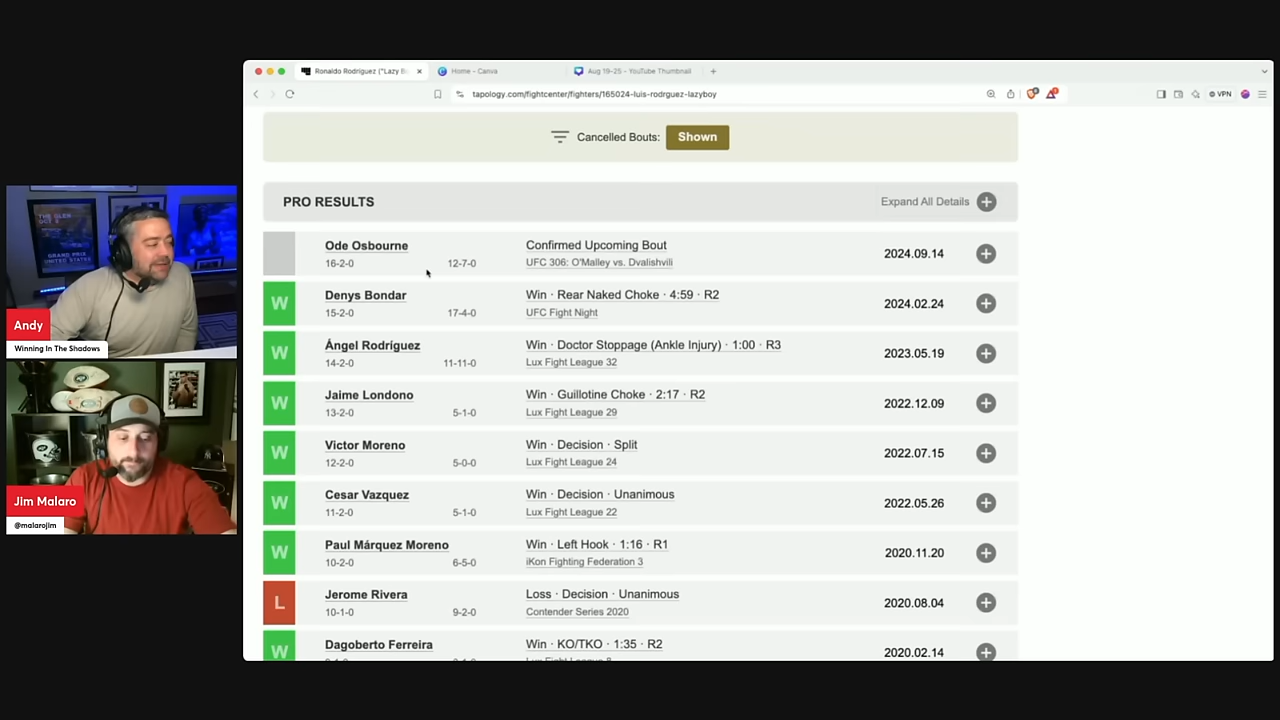 Ronaldo Rodriguez ("Lazy B
Home – Canva
Aug 19–25 – YouTube Thumbnail
tapology.com/fightcenter/fighters/165024-luis-rodrguez-lazyboy
VPN
Cancelled Bouts: Shown
PRO RESULTS
Expand All Details
Ode Osbourne
Confirmed Upcoming Bout
16-2-0
12-7-0
UFC 306: O'Malley vs. Dvalishvili
2024.09.14
W
Denys Bondar
Win · Rear Naked Choke · 4:59 · R2
15-2-0
17-4-0
UFC Fight Night
2024.02.24
W
Ángel Rodríguez
Win · Doctor Stoppage (Ankle Injury) · 1:00 · R3
14-2-0
11-11-0
Lux Fight League 32
2023.05.19
W
Jaime Londono
Win · Guillotine Choke · 2:17 · R2
13-2-0
5-1-0
Lux Fight League 29
2022.12.09
W
Victor Moreno
Win · Decision · Split
12-2-0
5-0-0
Lux Fight League 24
2022.07.15
W
Cesar Vazquez
Win · Decision · Unanimous
11-2-0
5-1-0
Lux Fight League 22
2022.05.26
W
Paul Márquez Moreno
Win · Left Hook · 1:16 · R1
10-2-0
6-5-0
iKon Fighting Federation 3
2020.11.20
L
Jerome Rivera
Loss · Decision · Unanimous
10-1-0
9-2-0
Contender Series 2020
2020.08.04
W
Dagoberto Ferreira
Win · KO/TKO · 1:35 · R2
2020.02.14
THE GLEN
GRAND PRIX
UNITED STATES
Andy
Winning In The Shadows
Jim Malaro
@malarojim